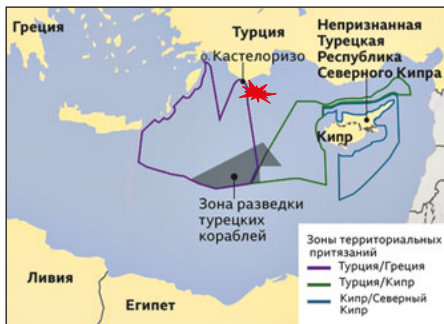 Греция
Турция
Непризнанная
Турецкая
Республика
Северного Кипра
о. Кастелоризо
Кипр
Зона разведки
турецких
кораблей
Ливия
Египет
Зоны территориальных
притязаний
Турция/Греция
Турция/Кипр
Кипр/Северный
Кипр